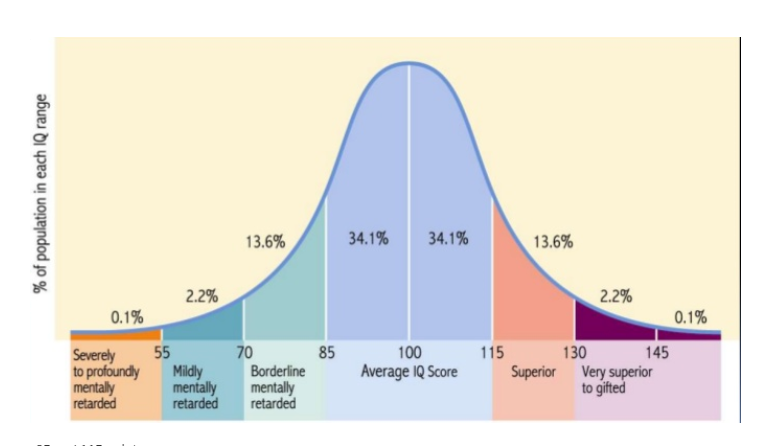 % of population in each IQ range
34.1% 34.1%
13.6% 13.6%
2.2% 2.2%
0.1% 0.1%
55 70 85 100 115 130 145
Severely
to profoundly
mentally
retarded
Mildly
mentally
retarded
Borderline
mentally
retarded
Average IQ Score
Superior
Very superior
to gifted